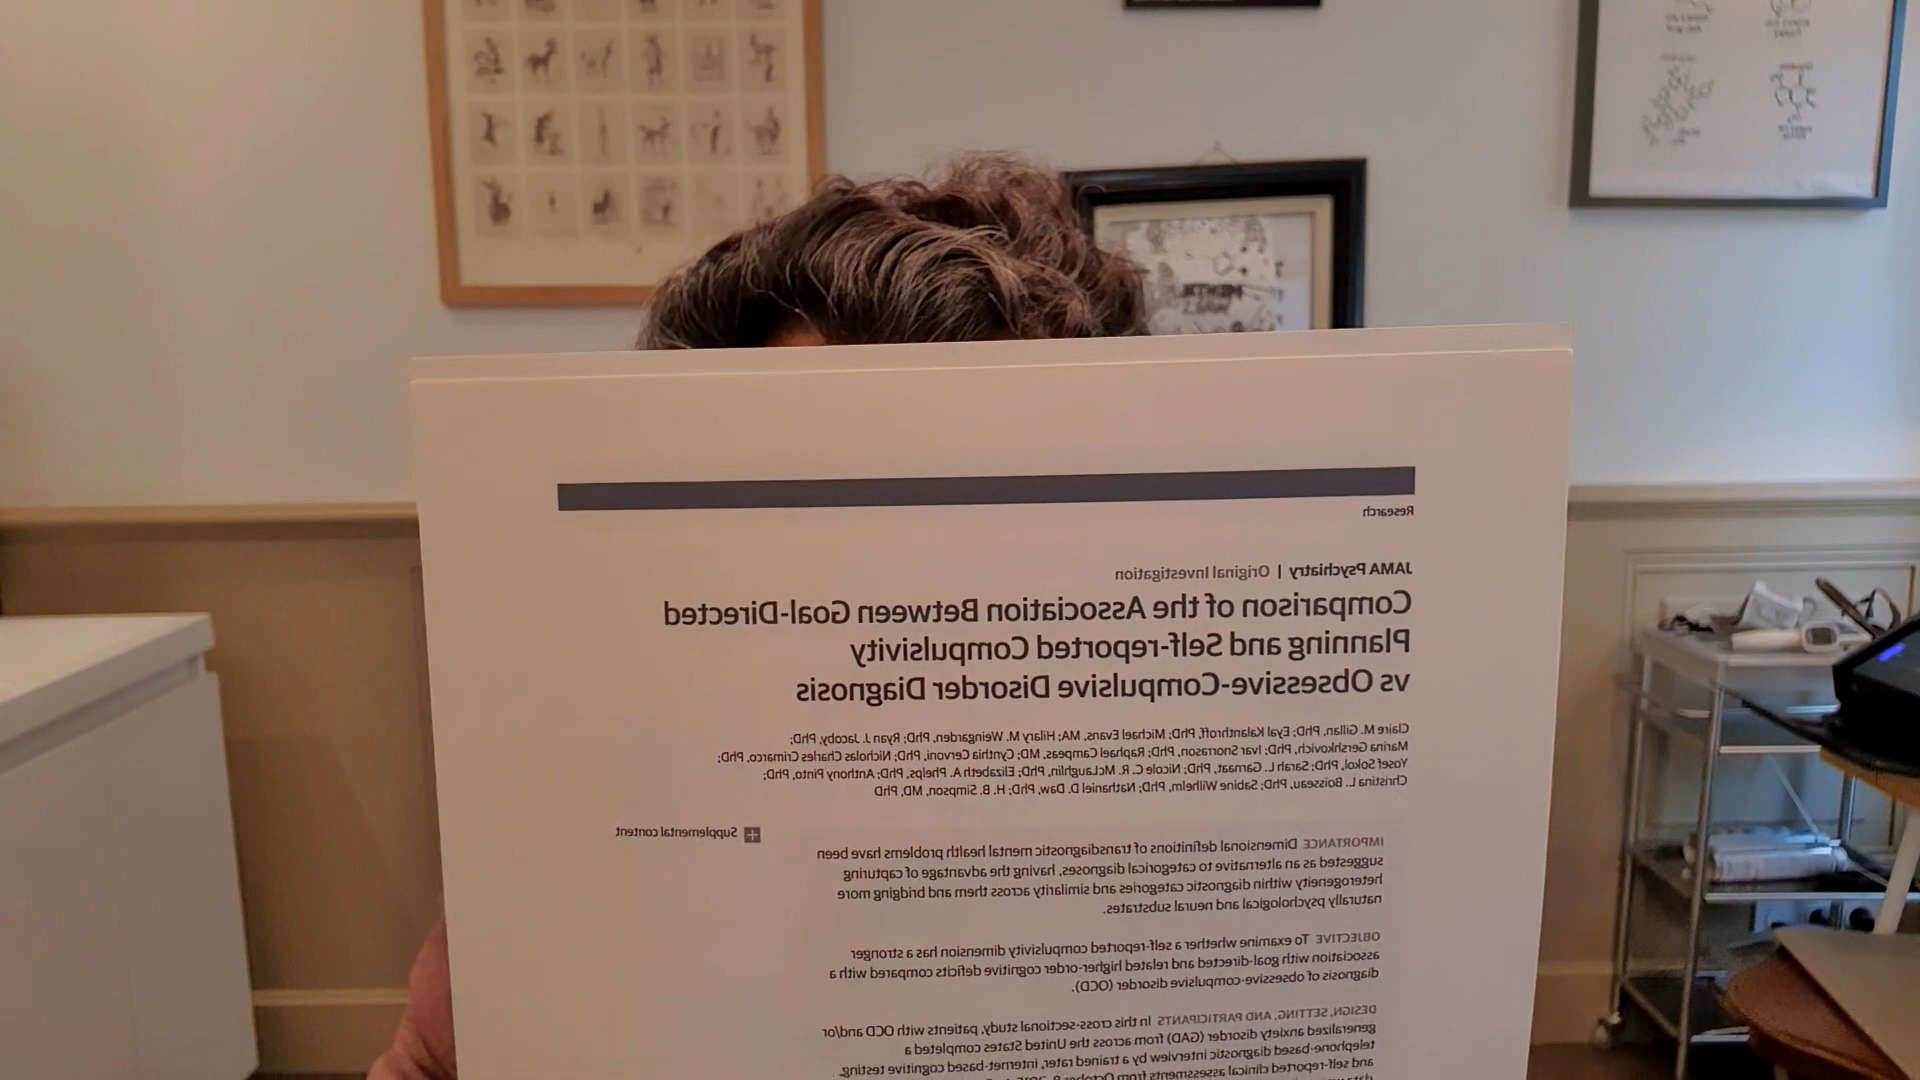 Research
JAMA Psychiatry | Original Investigation
Comparison of the Association Between Goal-Directed
Planning and Self-reported Compulsivity
vs Obsessive-Compulsive Disorder Diagnosis
Claire M. Gillan, PhD; Eyal Kalanthroff, PhD; Michael Evans, MA; Hilary M. Weingarden, PhD; Ryan J. Jacoby, PhD;
Marina Gershkovich, PhD; Ivar Snorrason, PhD; Raphael Campeas, MD; Cynthia Cervoni, PhD; Nicholas Charles Crimarco, PhD;
Yosef Sokol, PhD; Sarah L. Garnaat, PhD; Nicole C. R. McLaughlin, PhD; Elizabeth A. Phelps, PhD; Anthony Pinto, PhD;
Christina L. Boisseau, PhD; Sabine Wilhelm, PhD; Nathaniel D. Daw, PhD; H. B. Simpson, MD, PhD
Supplemental content
IMPORTANCE Dimensional definitions of transdiagnostic mental health problems have been
suggested as an alternative to categorical diagnoses, having the advantage of capturing
heterogeneity within diagnostic categories and similarity across them and bridging more
naturally psychological and neural substrates.
OBJECTIVE To examine whether a self-reported compulsivity dimension has a stronger
association with goal-directed and related higher-order cognitive deficits compared with a
diagnosis of obsessive-compulsive disorder (OCD).
DESIGN, SETTING, AND PARTICIPANTS In this cross-sectional study, patients with OCD and/or
generalized anxiety disorder (GAD) from across the United States completed a
telephone-based diagnostic interview by a trained rater, internet-based cognitive testing,
and self-reported clinical assessments from October 8,